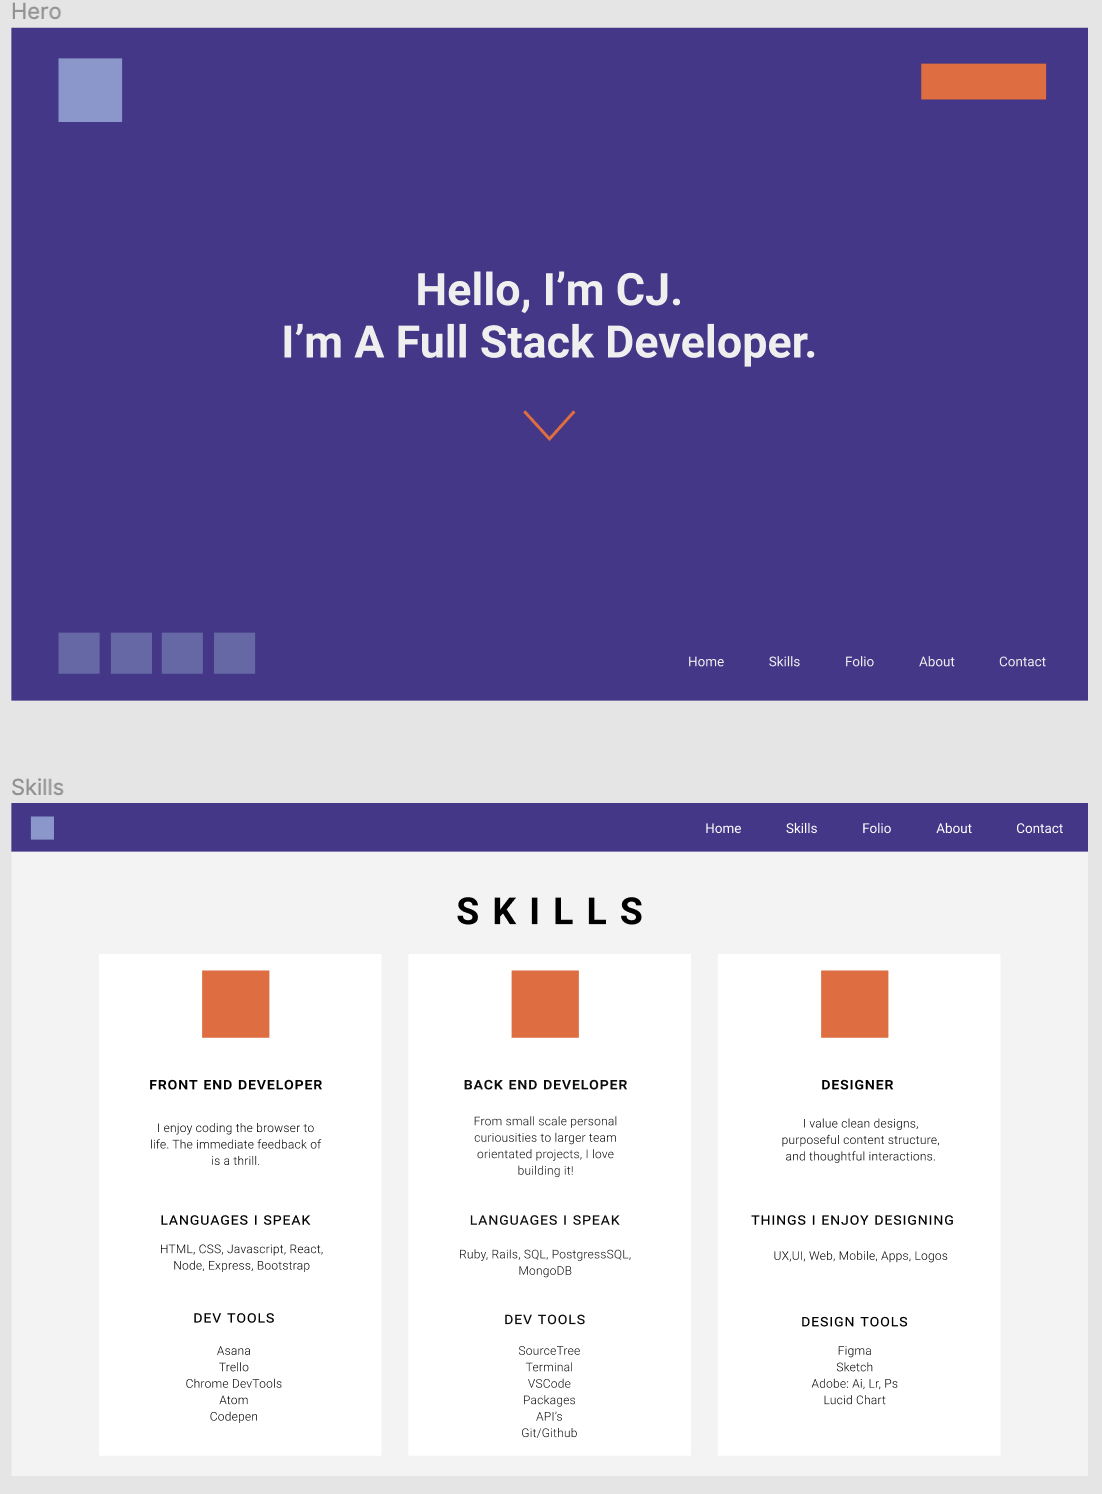 Hero
Hello, I’m CJ.
I’m A Full Stack Developer.
Home Skills Folio About Contact
Skills
Home Skills Folio About Contact
SKILLS
FRONT END DEVELOPER
I enjoy coding the browser to
life. The immediate feedback of
is a thrill.
LANGUAGES I SPEAK
HTML, CSS, Javascript, React,
Node, Express, Bootstrap
DEV TOOLS
Asana
Trello
Chrome DevTools
Atom
Codepen
BACK END DEVELOPER
From small scale personal
curiousities to larger team
orientated projects, I love
building it!
LANGUAGES I SPEAK
Ruby, Rails, SQL, PostgressSQL,
MongoDB
DEV TOOLS
SourceTree
Terminal
VSCode
Packages
API’s
Git/Github
DESIGNER
I value clean designs,
purposeful content structure,
and thoughtful interactions.
THINGS I ENJOY DESIGNING
UX,UI, Web, Mobile, Apps, Logos
DESIGN TOOLS
Figma
Sketch
Adobe: Ai, Lr, Ps
Lucid Chart